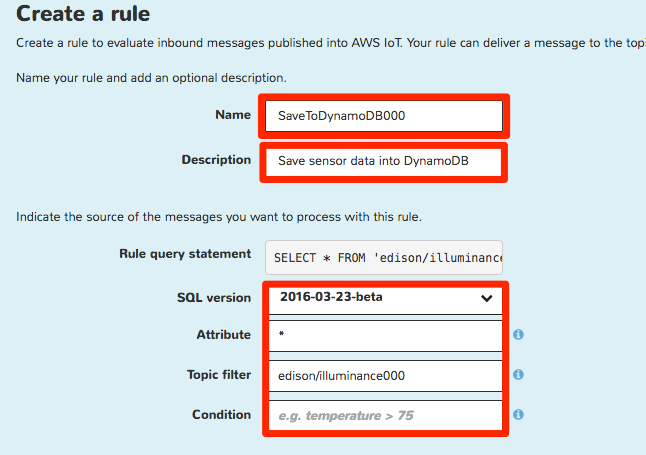 Create a rule
Create a rule to evaluate inbound messages published into AWS IoT. Your rule can deliver a message to the topi
Name your rule and add an optional description.
Name SaveToDynamoDB000
Description Save sensor data into DynamoDB
Indicate the source of the messages you want to process with this rule.
Rule query statement SELECT * FROM 'edison/illuminance
SQL version 2016-03-23-beta
Attribute *
Topic filter edison/illuminance000
Condition e.g. temperature > 75